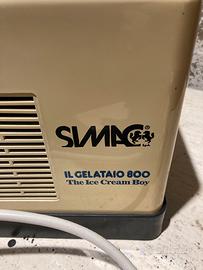 SIMAC®
IL GELATAIO 800
The Ice Cream Boy